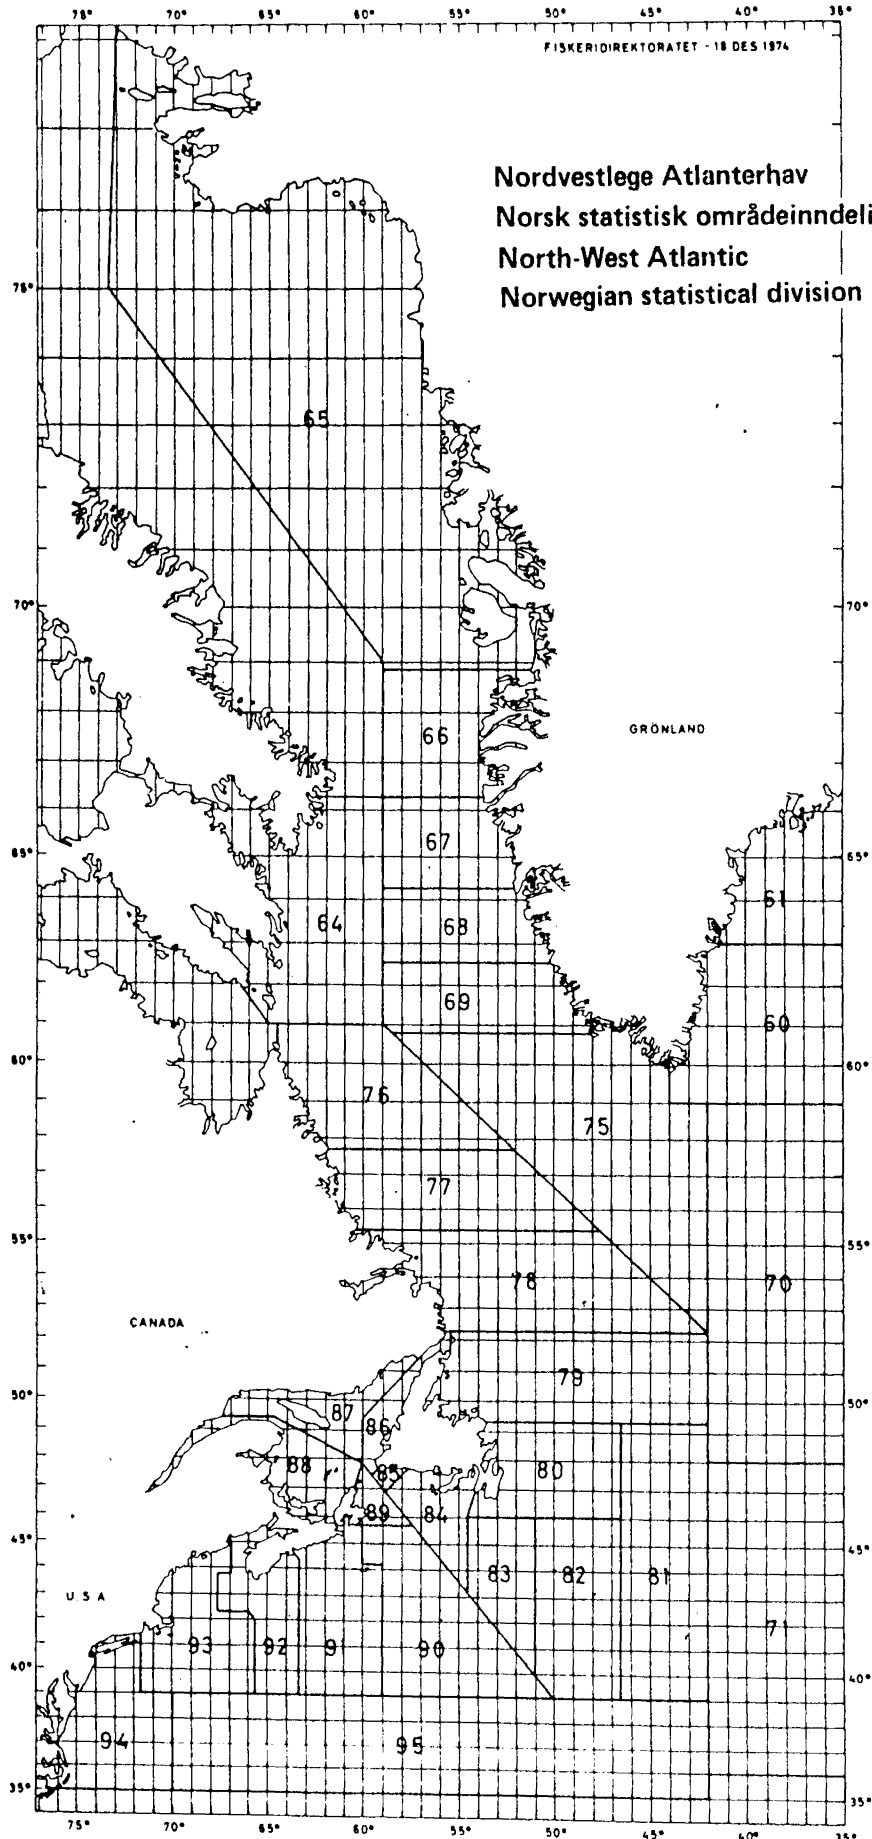 78° 70° 65° 60° 55° 50° 45° 40° 35°
FISKERIDIREKTORATET - 18 DES 1974
Nordvestlege Atlanterhav
Norsk statistisk områdeinndeli
North-West Atlantic
Norwegian statistical division
75°
65
70° 70°
66
GRÖNLAND
67
65° 65°
61
64 68
69
60
60° 60°
76
75
77
55° 55°
78 70
CANADA
79
50° 50°
87
86
80
88 85
89 84
45° 45°
83 82 81
U.S.A
71
93 92 91 90
40° 40°
94 95
35° 35°
75° 70° 65° 60° 55° 50° 45° 40° 35°